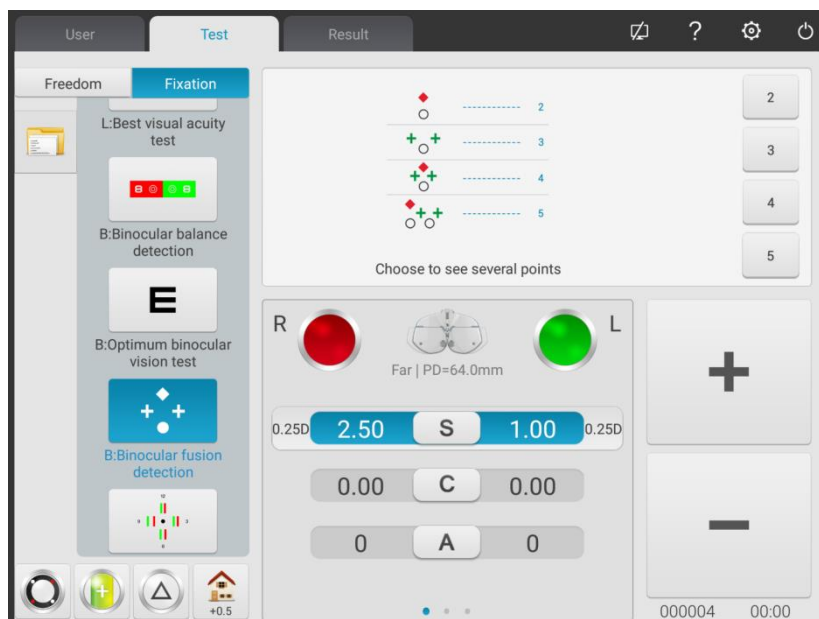 User
Test
Result
?
Freedom
Fixation
L:Best visual acuity
test
B:Binocular balance
detection
E
B:Optimum binocular
vision test
B:Binocular fusion
detection
+0.5
2
3
4
5
Choose to see several points
2
3
4
5
R
L
Far | PD=64.0mm
0.25D 2.50 S 1.00 0.25D
0.00 C 0.00
0 A 0
000004 00:00